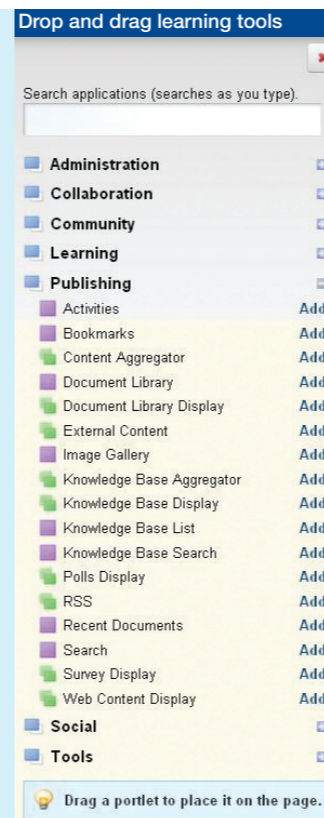 Drop and drag learning tools
Search applications (searches as you type).
Administration
Collaboration
Community
Learning
Publishing
Activities Add
Bookmarks Add
Content Aggregator Add
Document Library Add
Document Library Display Add
External Content Add
Image Gallery Add
Knowledge Base Aggregator Add
Knowledge Base Display Add
Knowledge Base List Add
Knowledge Base Search Add
Polls Display Add
RSS Add
Recent Documents Add
Search Add
Survey Display Add
Web Content Display Add
Social
Tools
Drag a portlet to place it on the page.